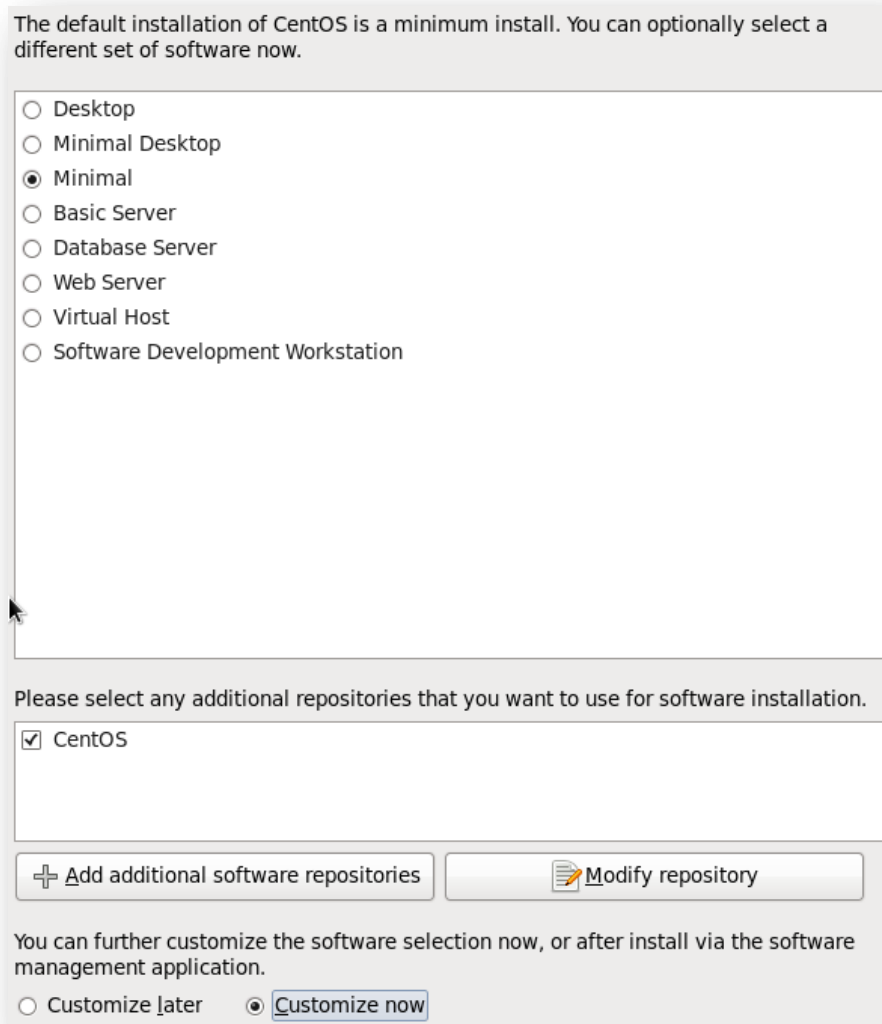 The default installation of CentOS is a minimum install. You can optionally select a
different set of software now.
Desktop
Minimal Desktop
Minimal
Basic Server
Database Server
Web Server
Virtual Host
Software Development Workstation
Please select any additional repositories that you want to use for software installation.
CentOS
Add additional software repositories
Modify repository
You can further customize the software selection now, or after install via the software
management application.
Customize later
Customize now